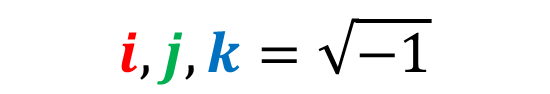 i, j, k = √−1